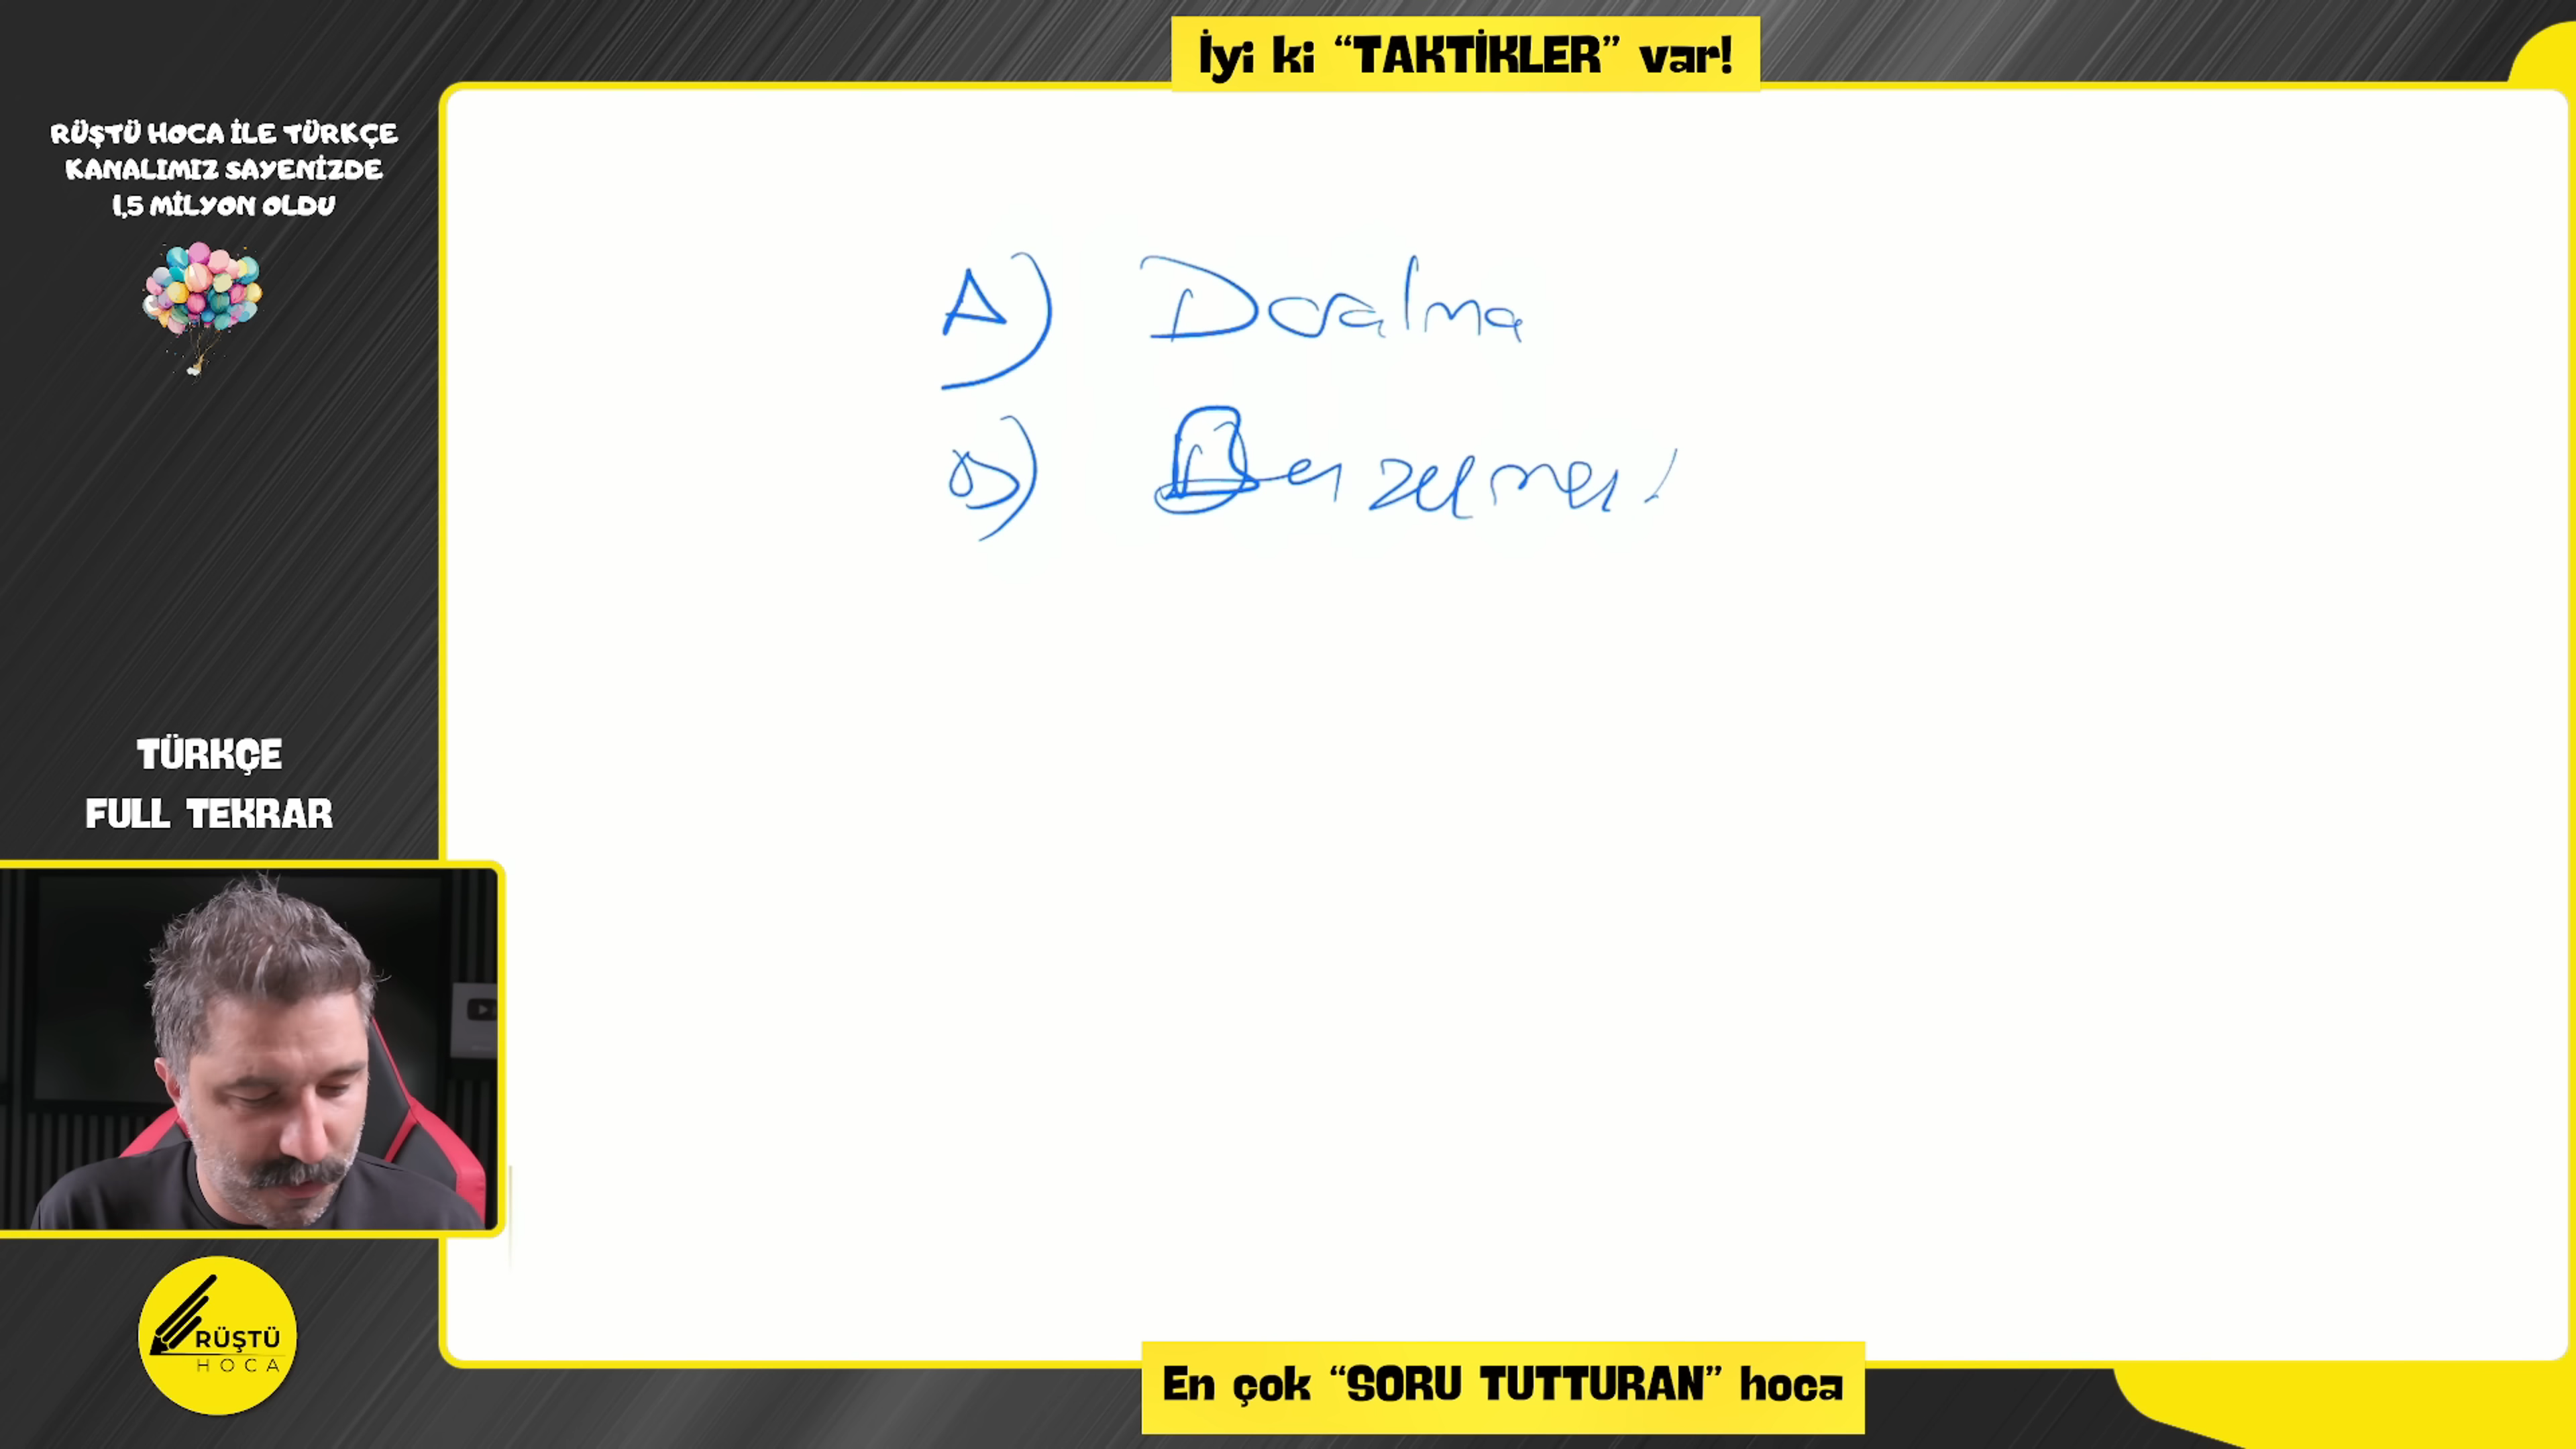 İyi ki “TAKTİKLER” var!
RÜŞTÜ HOCA İLE TÜRKÇE
KANALIMIZ SAYENİZDE
1,5 MİLYON OLDU
A)
B)
TÜRKÇE
FULL TEKRAR
RÜŞTÜ
HOCA
En çok “SORU TUTTURAN” hoca